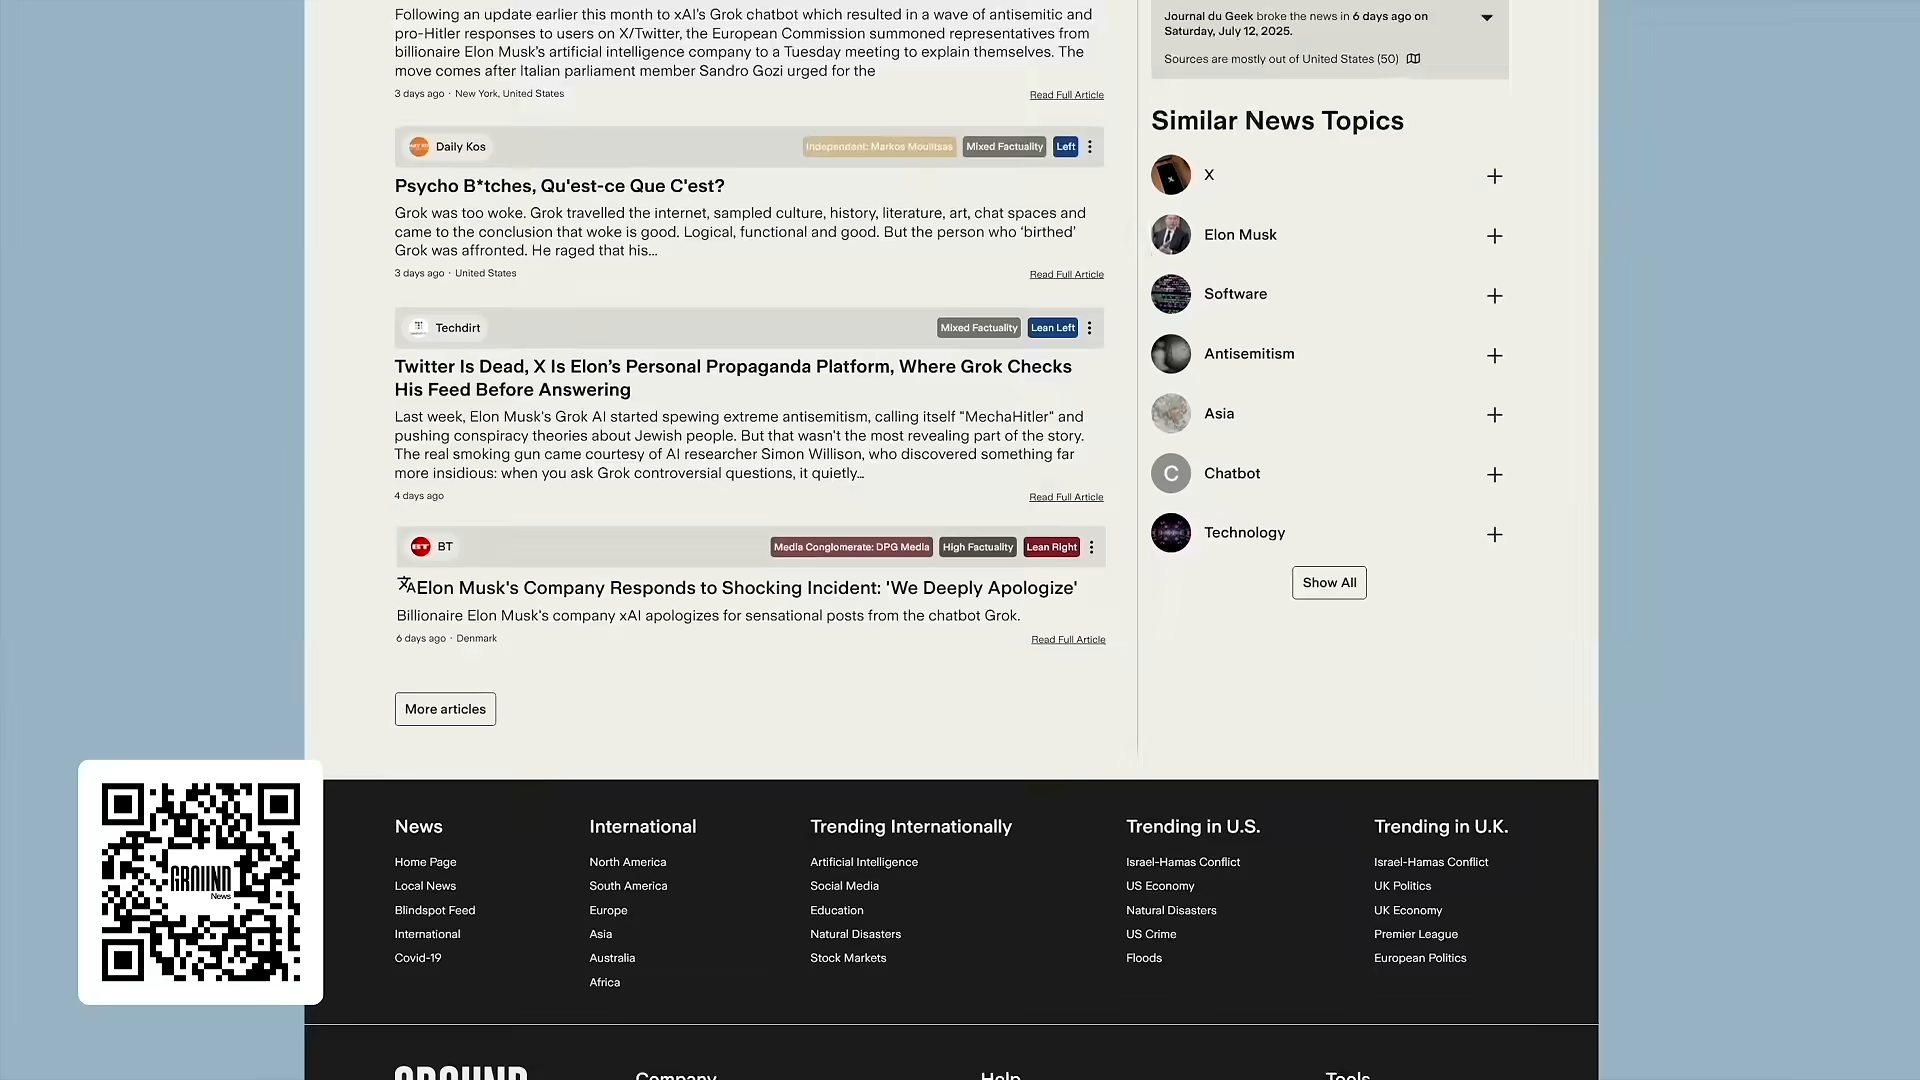 Following an update earlier this month to xAI's Grok chatbot which resulted in a wave of antisemitic and
pro-Hitler responses to users on X/Twitter, the European Commission summoned representatives from
billionaire Elon Musk's artificial intelligence company to a Tuesday meeting to explain themselves. The
move comes after Italian parliament member Sandro Gozi urged for the
3 days ago · New York, United States
Read Full Article
Daily Kos
Independent: Markos Moulitsas
Mixed Factuality
Left
Psycho B*tches, Qu'est-ce Que C'est?
Grok was too woke. Grok travelled the internet, sampled culture, history, literature, art, chat spaces and
came to the conclusion that woke is good. Logical, functional and good. But the person who 'birthed'
Grok was affronted. He raged that his...
3 days ago · United States
Read Full Article
Techdirt
Mixed Factuality
Lean Left
Twitter Is Dead, X Is Elon's Personal Propaganda Platform, Where Grok Checks
His Feed Before Answering
Last week, Elon Musk's Grok AI started spewing extreme antisemitism, calling itself "MechaHitler" and
pushing conspiracy theories about Jewish people. But that wasn't the most revealing part of the story.
The real smoking gun came courtesy of AI researcher Simon Willison, who discovered something far
more insidious: when you ask Grok controversial questions, it quietly...
4 days ago
Read Full Article
BT
BT
Media Conglomerate: DPG Media
High Factuality
Lean Right
Elon Musk's Company Responds to Shocking Incident: 'We Deeply Apologize'
Billionaire Elon Musk's company xAI apologizes for sensational posts from the chatbot Grok.
6 days ago · Denmark
Read Full Article
More articles
Journal du Geek broke the news in 6 days ago on
Saturday, July 12, 2025.
Sources are mostly out of United States (50)
Similar News Topics
X
Elon Musk
Software
Antisemitism
Asia
C
Chatbot
Technology
Show All
GROUND
News
News
Home Page
Local News
Blindspot Feed
International
Covid-19
International
North America
South America
Europe
Asia
Australia
Africa
Trending Internationally
Artificial Intelligence
Social Media
Education
Natural Disasters
Stock Markets
Trending in U.S.
Israel-Hamas Conflict
US Economy
Natural Disasters
US Crime
Floods
Trending in U.K.
Israel-Hamas Conflict
UK Politics
UK Economy
Premier League
European Politics
GROUND
Company
Help
Tools